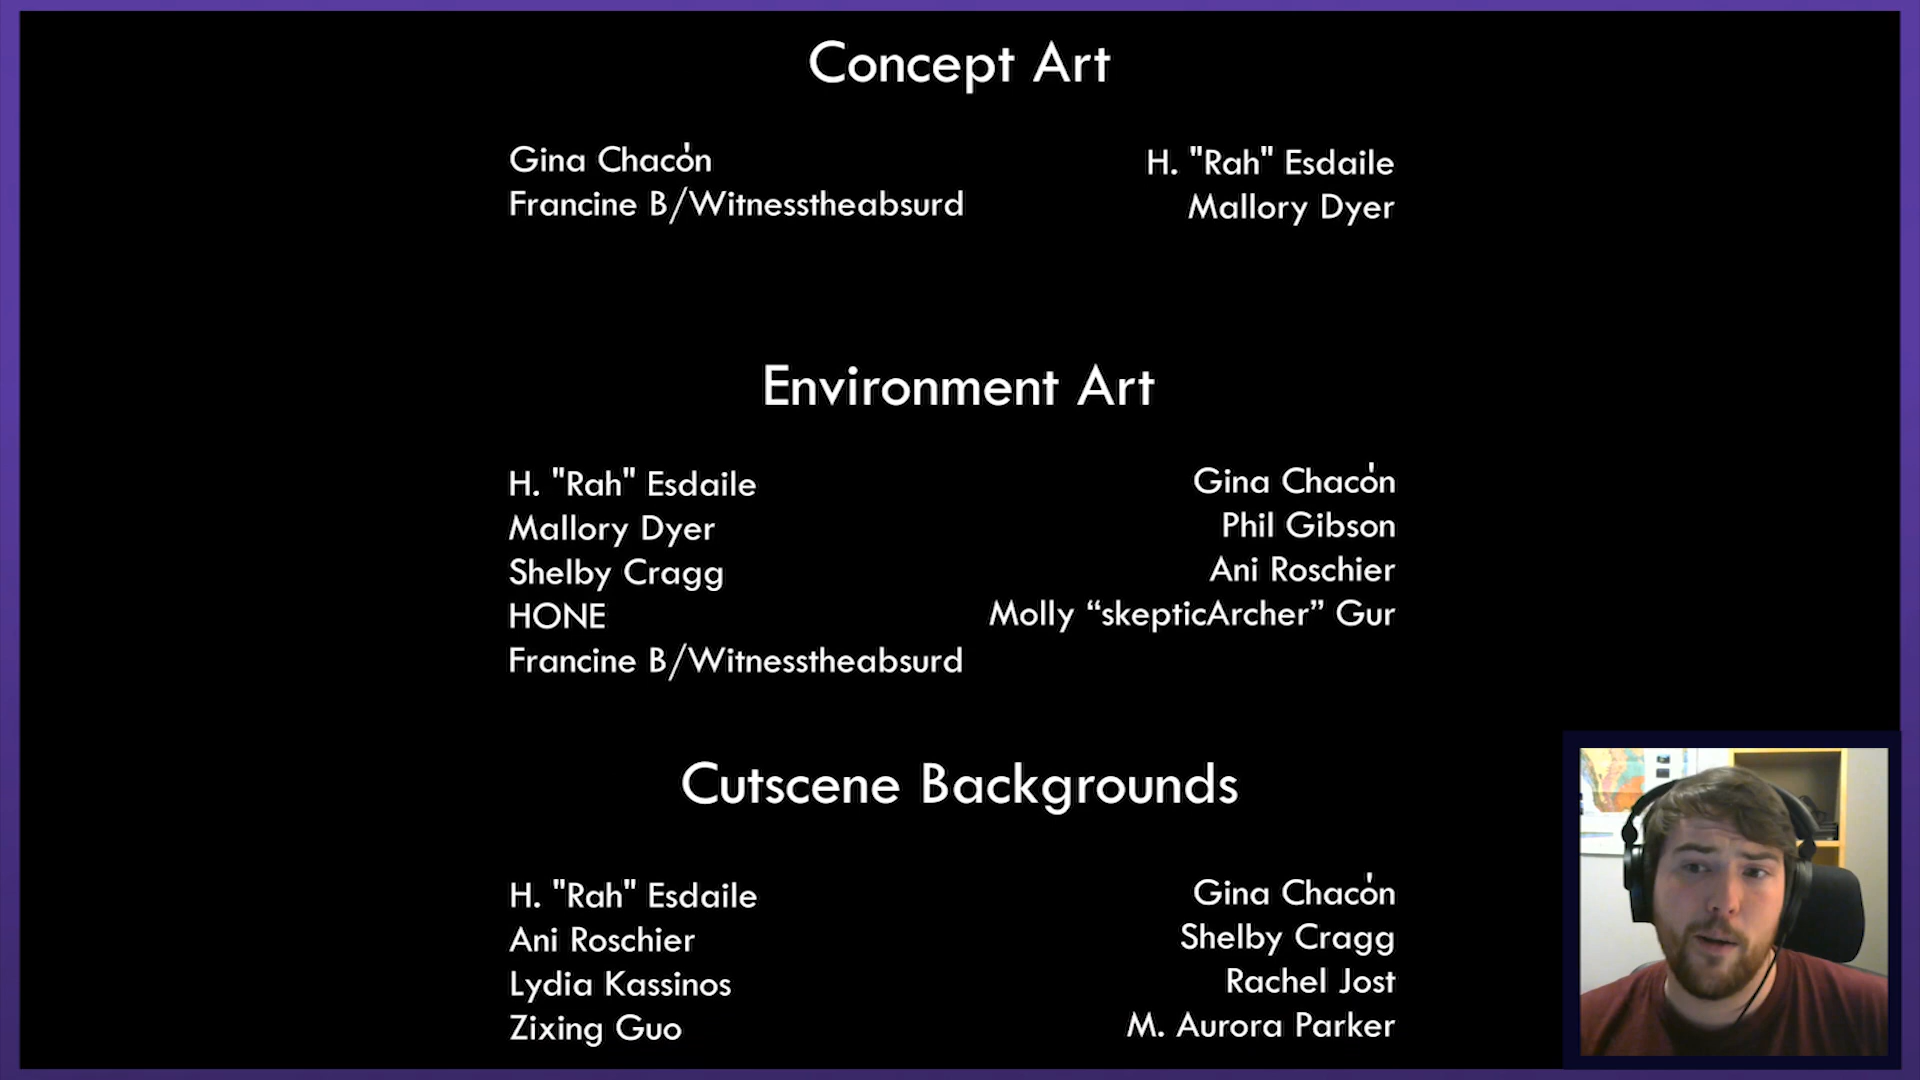 Concept Art
Gina Chacón
H. "Rah" Esdaile
Francine B/Witnesstheabsurd
Mallory Dyer
Environment Art
H. "Rah" Esdaile
Gina Chacón
Mallory Dyer
Phil Gibson
Shelby Cragg
Ani Roschier
HONE
Molly “skepticArcher” Gur
Francine B/Witnesstheabsurd
Cutscene Backgrounds
H. "Rah" Esdaile
Gina Chacón
Ani Roschier
Shelby Cragg
Lydia Kassinos
Rachel Jost
Zixing Guo
M. Aurora Parker